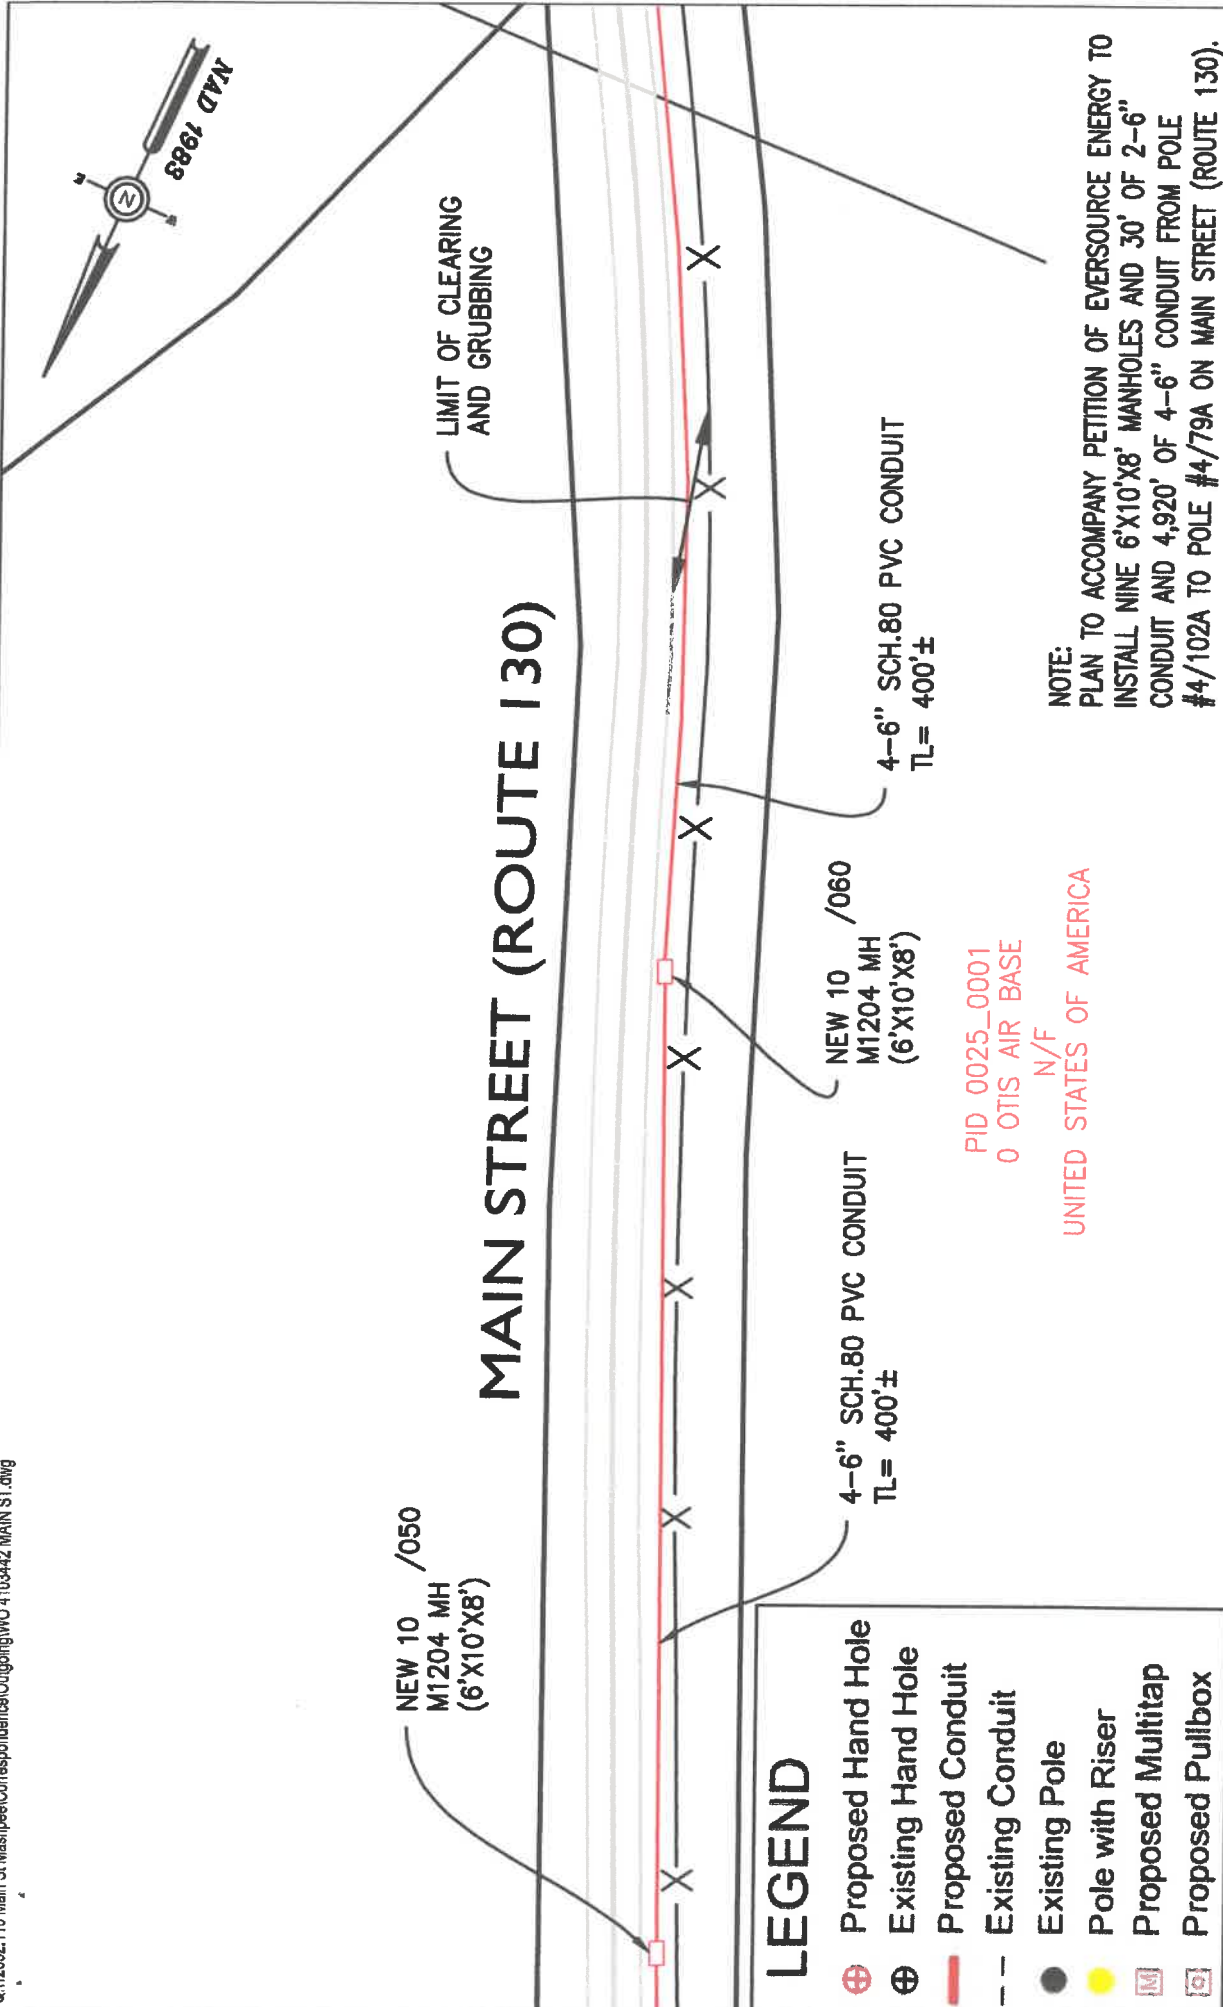 NAD 1983
N
LIMIT OF CLEARING
AND GRUBBING
MAIN STREET (ROUTE 130)
NEW 10 /050
M1204 MH
(6'X10'X8')
4-6" SCH.80 PVC CONDUIT
TL= 400'±
NEW 10 /060
M1204 MH
(6'X10'X8')
4-6" SCH.80 PVC CONDUIT
TL= 400'±
PID 0025_0001
0 OTIS AIR BASE
N/F
UNITED STATES OF AMERICA
NOTE:
PLAN TO ACCOMPANY PETITION OF EVERSOURCE ENERGY TO
INSTALL NINE 6'X10'X8' MANHOLES AND 30' OF 2-6"
CONDUIT AND 4,920' OF 4-6" CONDUIT FROM POLE
#4/102A TO POLE #4/79A ON MAIN STREET (ROUTE 130).
LEGEND
Proposed Hand Hole
Existing Hand Hole
Proposed Conduit
Existing Conduit
Existing Pole
Pole with Riser
M Proposed Multitap
Proposed Pullbox